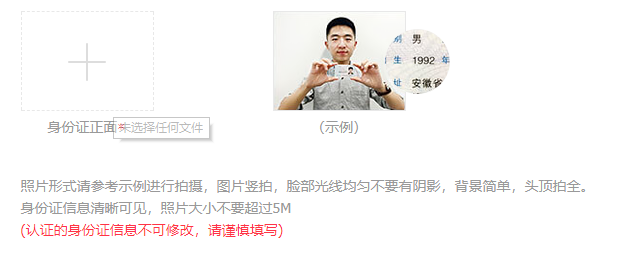 别 男
生 1992 年
址 安徽省
身份证正面*
未选择任何文件
(示例)
照片形式请参考示例进行拍摄，图片竖拍，脸部光线均匀不要有阴影，背景简单，头顶拍全。
身份证信息清晰可见，照片大小不要超过5M
(认证的身份证信息不可修改，请谨慎填写)